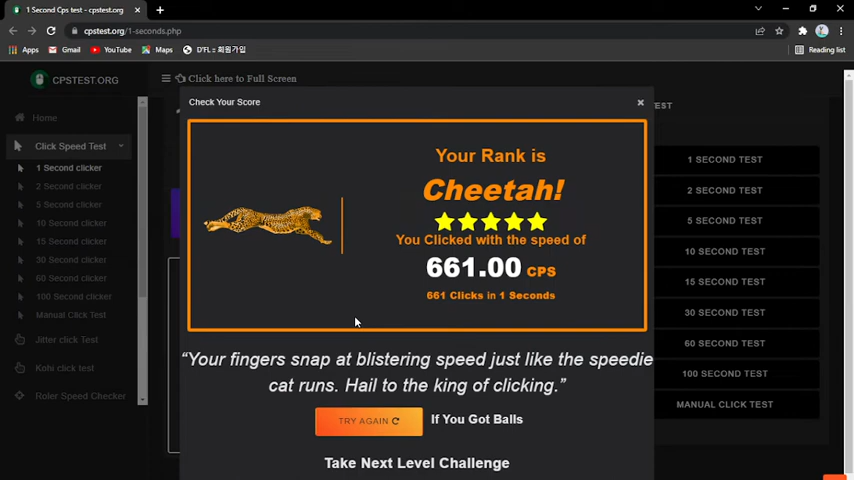 1 Second Cps test - cpstest.org
cpstest.org/1-seconds.php
Apps Gmail YouTube Maps D'FL :: 회원가입 Reading list
CPSTEST.ORG
Click here to Full Screen
Home
Click Speed Test
1 Second clicker
2 Second clicker
5 Second clicker
10 Second clicker
15 Second clicker
30 Second clicker
60 Second clicker
100 Second clicker
Manual Click Test
Jitter click Test
Kohi click test
Roler Speed Checker
Check Your Score
Your Rank is
Cheetah!
You Clicked with the speed of
661.00 CPS
661 Clicks in 1 Seconds
“Your fingers snap at blistering speed just like the speedie
cat runs. Hail to the king of clicking.”
TRY AGAIN If You Got Balls
Take Next Level Challenge
EST
1 SECOND TEST
2 SECOND TEST
5 SECOND TEST
10 SECOND TEST
15 SECOND TEST
30 SECOND TEST
60 SECOND TEST
100 SECOND TEST
MANUAL CLICK TEST